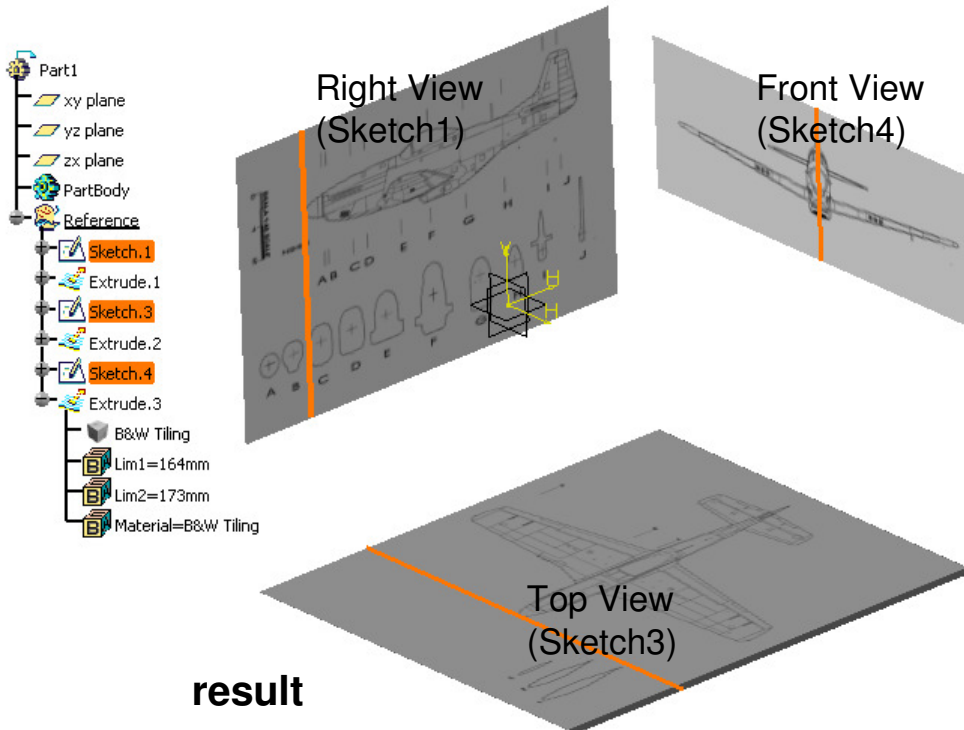 Part1
xy plane
yz plane
zx plane
PartBody
Reference
Sketch.1
Extrude.1
Sketch.3
Extrude.2
Sketch.4
Extrude.3
B&W Tiling
Lim1=164mm
Lim2=173mm
Material=B&W Tiling
Right View
(Sketch1)
A B C D E F G H I J
V
H
H
A B C D E F G I J
Front View
(Sketch4)
Top View
(Sketch3)
result